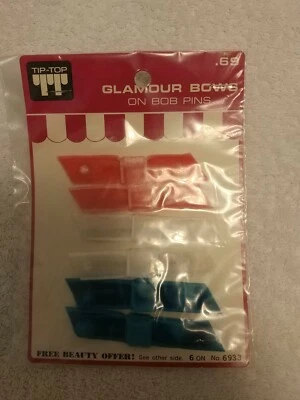 TIP-TOP
.69
GLAMOUR BOWS
ON BOB PINS
FREE BEAUTY OFFER! See other side. 6 ON No. 6933